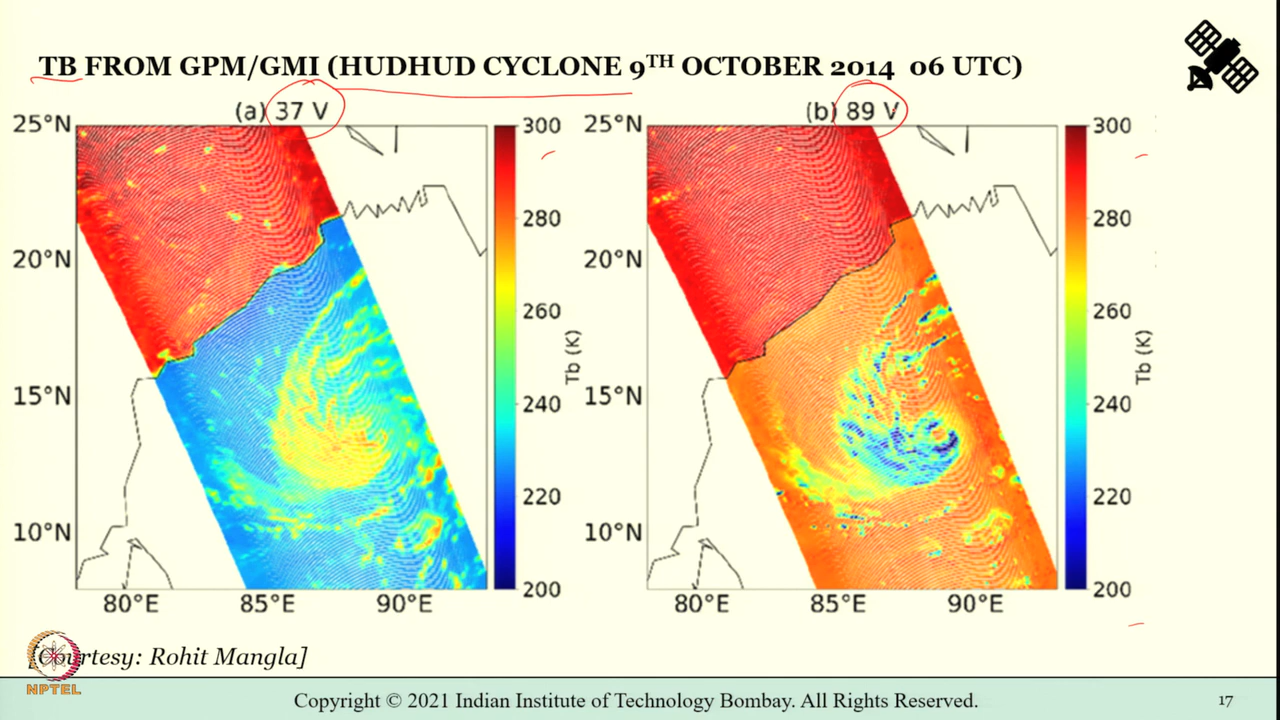 TB FROM GPM/GMI (HUDHUD CYCLONE 9TH OCTOBER 2014 06 UTC)
(a) 37 V
25°N
20°N
15°N
10°N
80°E 85°E 90°E
300
280
260
240
220
200
Tb (K)
(b) 89 V
25°N
20°N
15°N
10°N
80°E 85°E 90°E
300
280
260
240
220
200
Tb (K)
[Courtesy: Rohit Mangla]
NPTEL
Copyright © 2021 Indian Institute of Technology Bombay. All Rights Reserved.
17